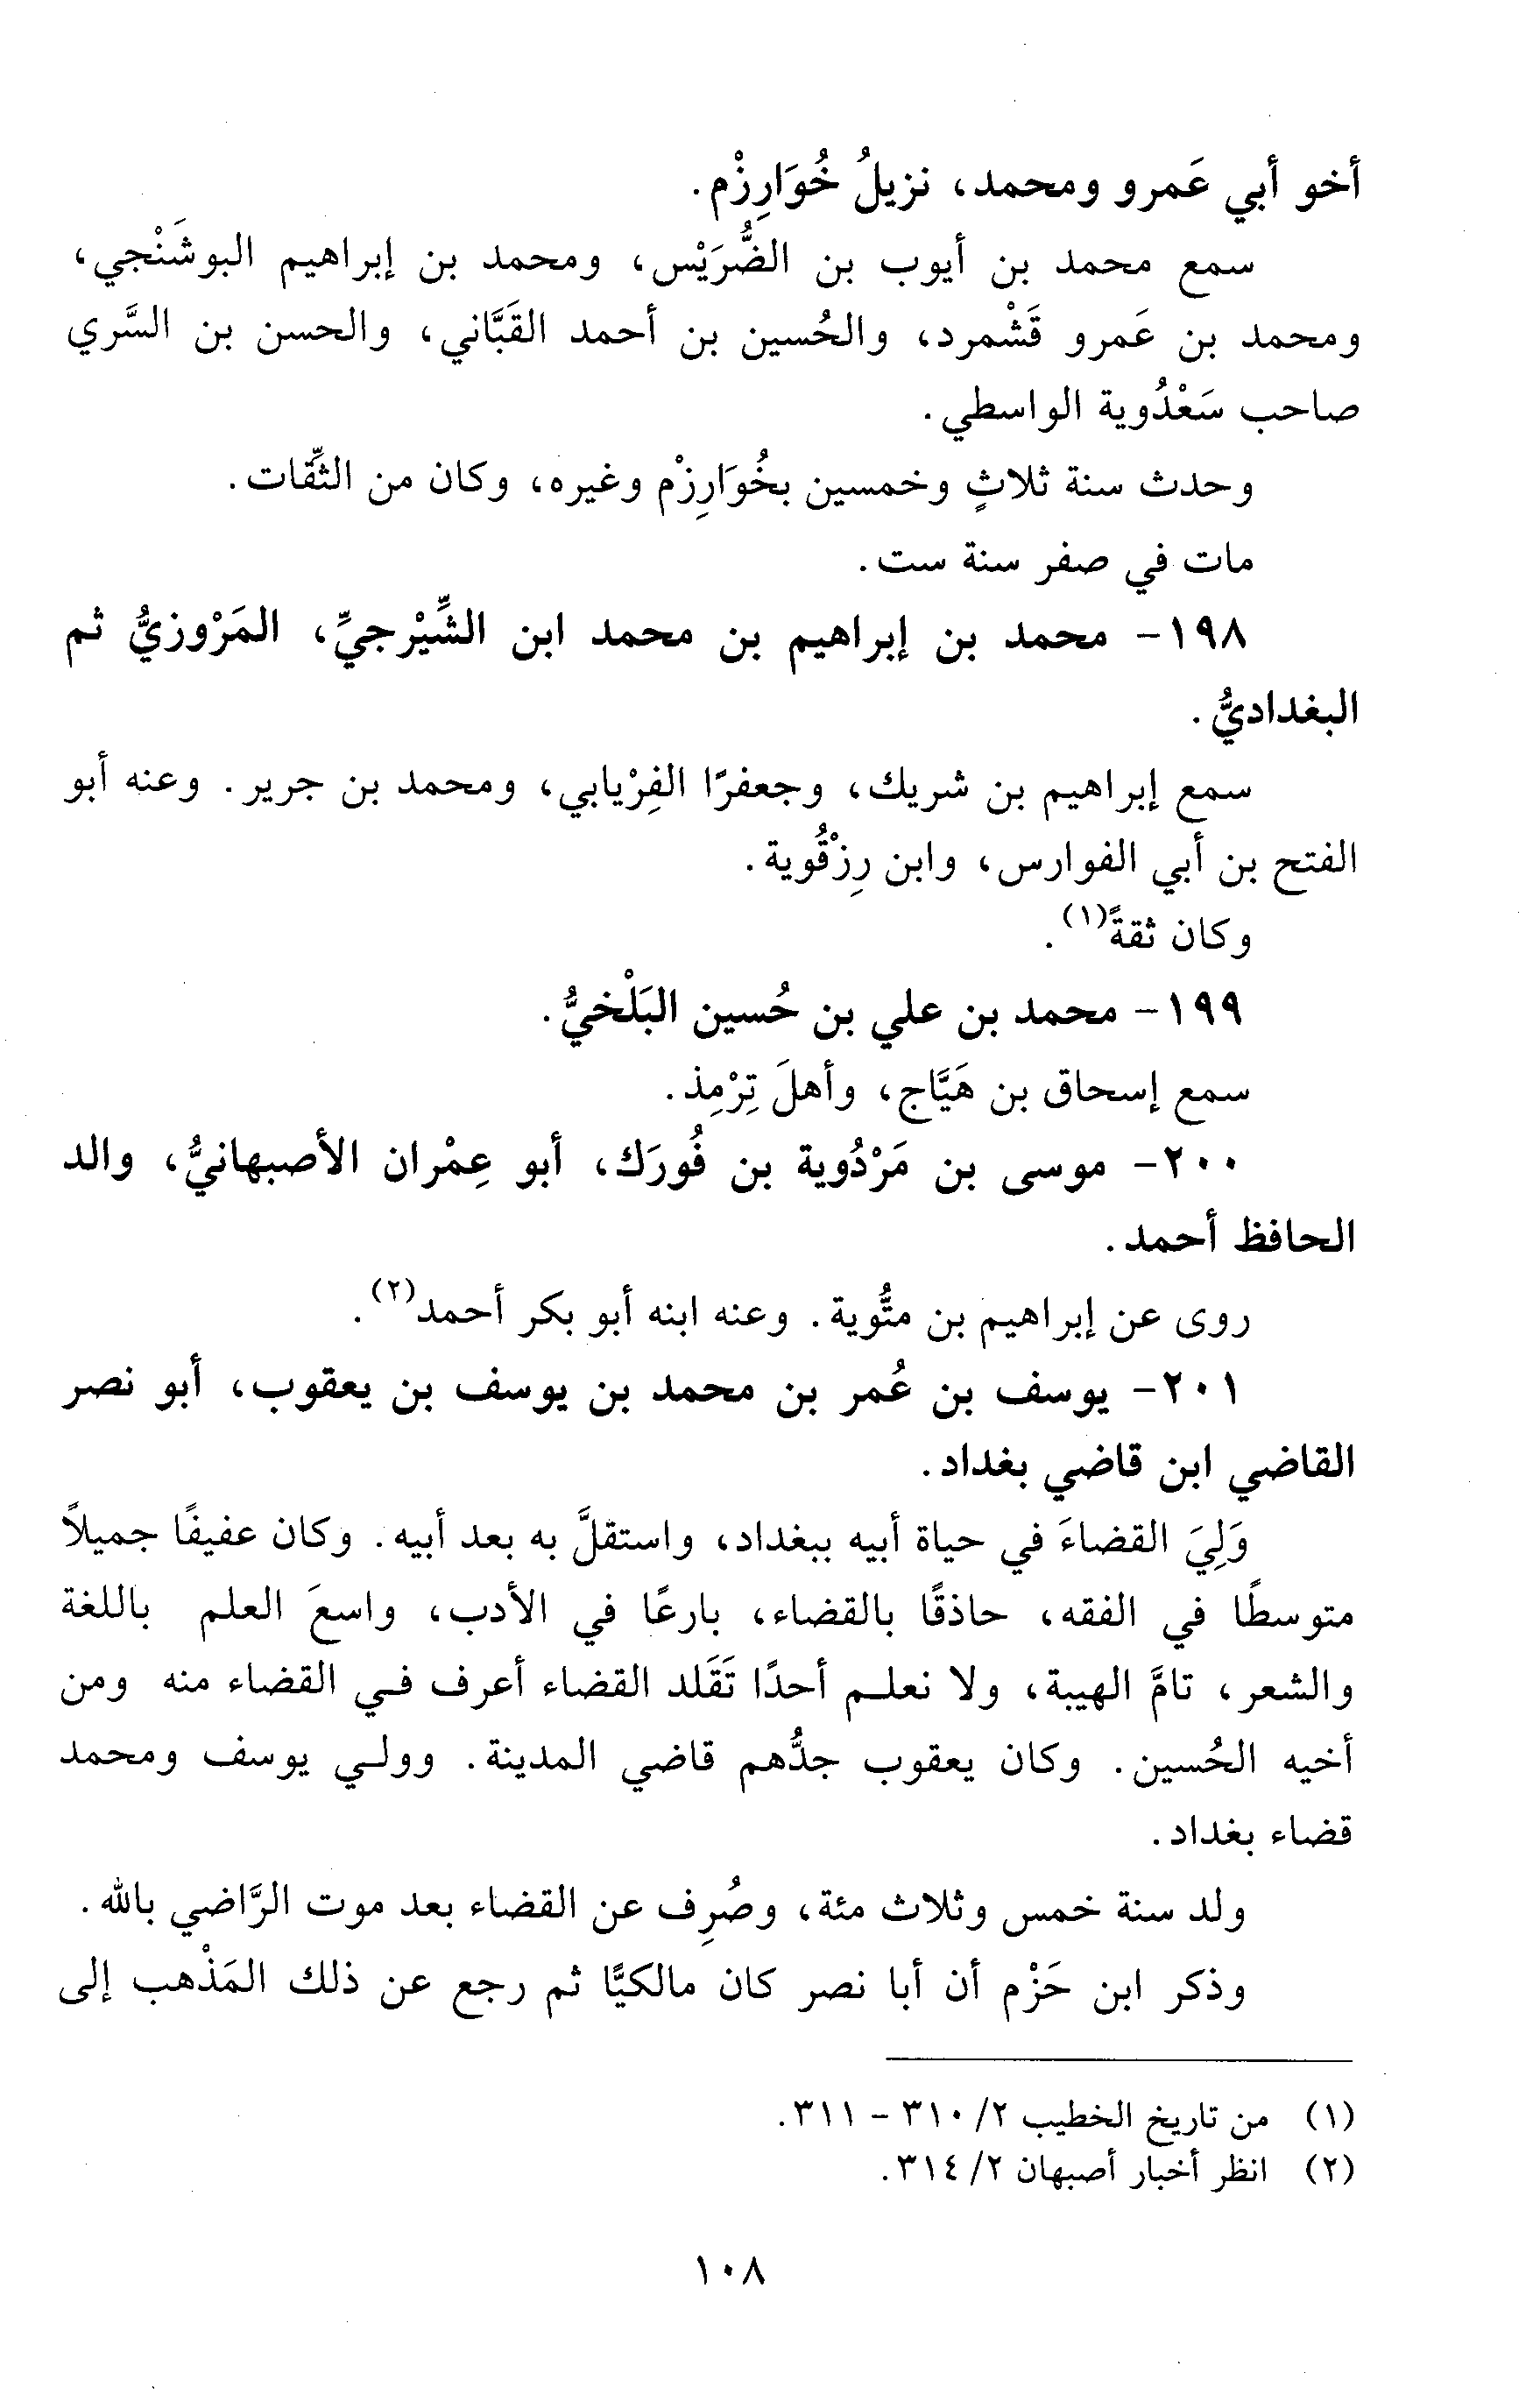 أخو أبي عَمرو ومحمد، نزيلُ خُوَارِزْم.
سمع محمد بن أيوب بن الضُّرَيْس، ومحمد بن إبراهيم البوشَنْجي،
ومحمد بن عَمرو قَشْمرد، والحُسين بن أحمد القَبَّاني، والحسن بن السَّري
صاحب سَعْدُوية الواسطي.
وحدث سنة ثلاثٍ وخمسين بخُوَارِزْم وغيره، وكان من الثِّقات.
مات في صفر سنة ست.
١٩٨- محمد بن إبراهيم بن محمد ابن الشِّيْرجيِّ، المَرْوزيُّ ثم
البغداديُّ.
سمع إبراهيم بن شريك، وجعفرًا الفِرْيابي، ومحمد بن جرير. وعنه أبو
الفتح بن أبي الفوارس، وابن رِزْقُوية.
وكان ثقةً(١).
١٩٩- محمد بن علي بن حُسين البَلْخيُّ.
سمع إسحاق بن هَيَّاج، وأهلَ تِرْمِذ.
٢٠٠- موسى بن مَرْدُوية بن فُورَك، أبو عِمْران الأصبهانيُّ، والد
الحافظ أحمد.
روى عن إبراهيم بن متُّوية. وعنه ابنه أبو بكر أحمد(٢).
٢٠١- يوسف بن عُمر بن محمد بن يوسف بن يعقوب، أبو نصر
القاضي ابن قاضي بغداد.
وَلِيَ القضاءَ في حياة أبيه ببغداد، واستقلَّ به بعد أبيه. وكان عفيفًا جميلاً
متوسطًا في الفقه، حاذقًا بالقضاء، بارعًا في الأدب، واسعَ العلم باللغة
والشعر، تامَّ الهيبة، ولا نعلم أحدًا تَقَلد القضاء أعرف في القضاء منه ومن
أخيه الحُسين. وكان يعقوب جدُّهم قاضي المدينة. وولي يوسف ومحمد
قضاء بغداد.
ولد سنة خمس وثلاث مئة، وصُرِف عن القضاء بعد موت الرَّاضي بالله.
وذكر ابن حَزْم أن أبا نصر كان مالكيًّا ثم رجع عن ذلك المَذْهب إلى
(١) من تاريخ الخطيب ٢/ ٣١٠ - ٣١١.
(٢) انظر أخبار أصبهان ٢/ ٣١٤.
١٠٨